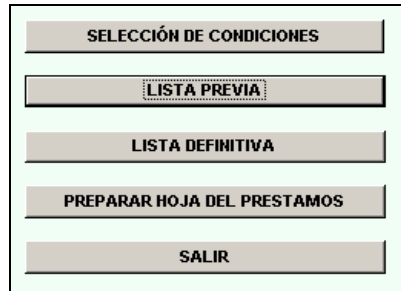 SELECCIÓN DE CONDICIONES
LISTA PREVIA
LISTA DEFINITIVA
PREPARAR HOJA DEL PRESTAMOS
SALIR